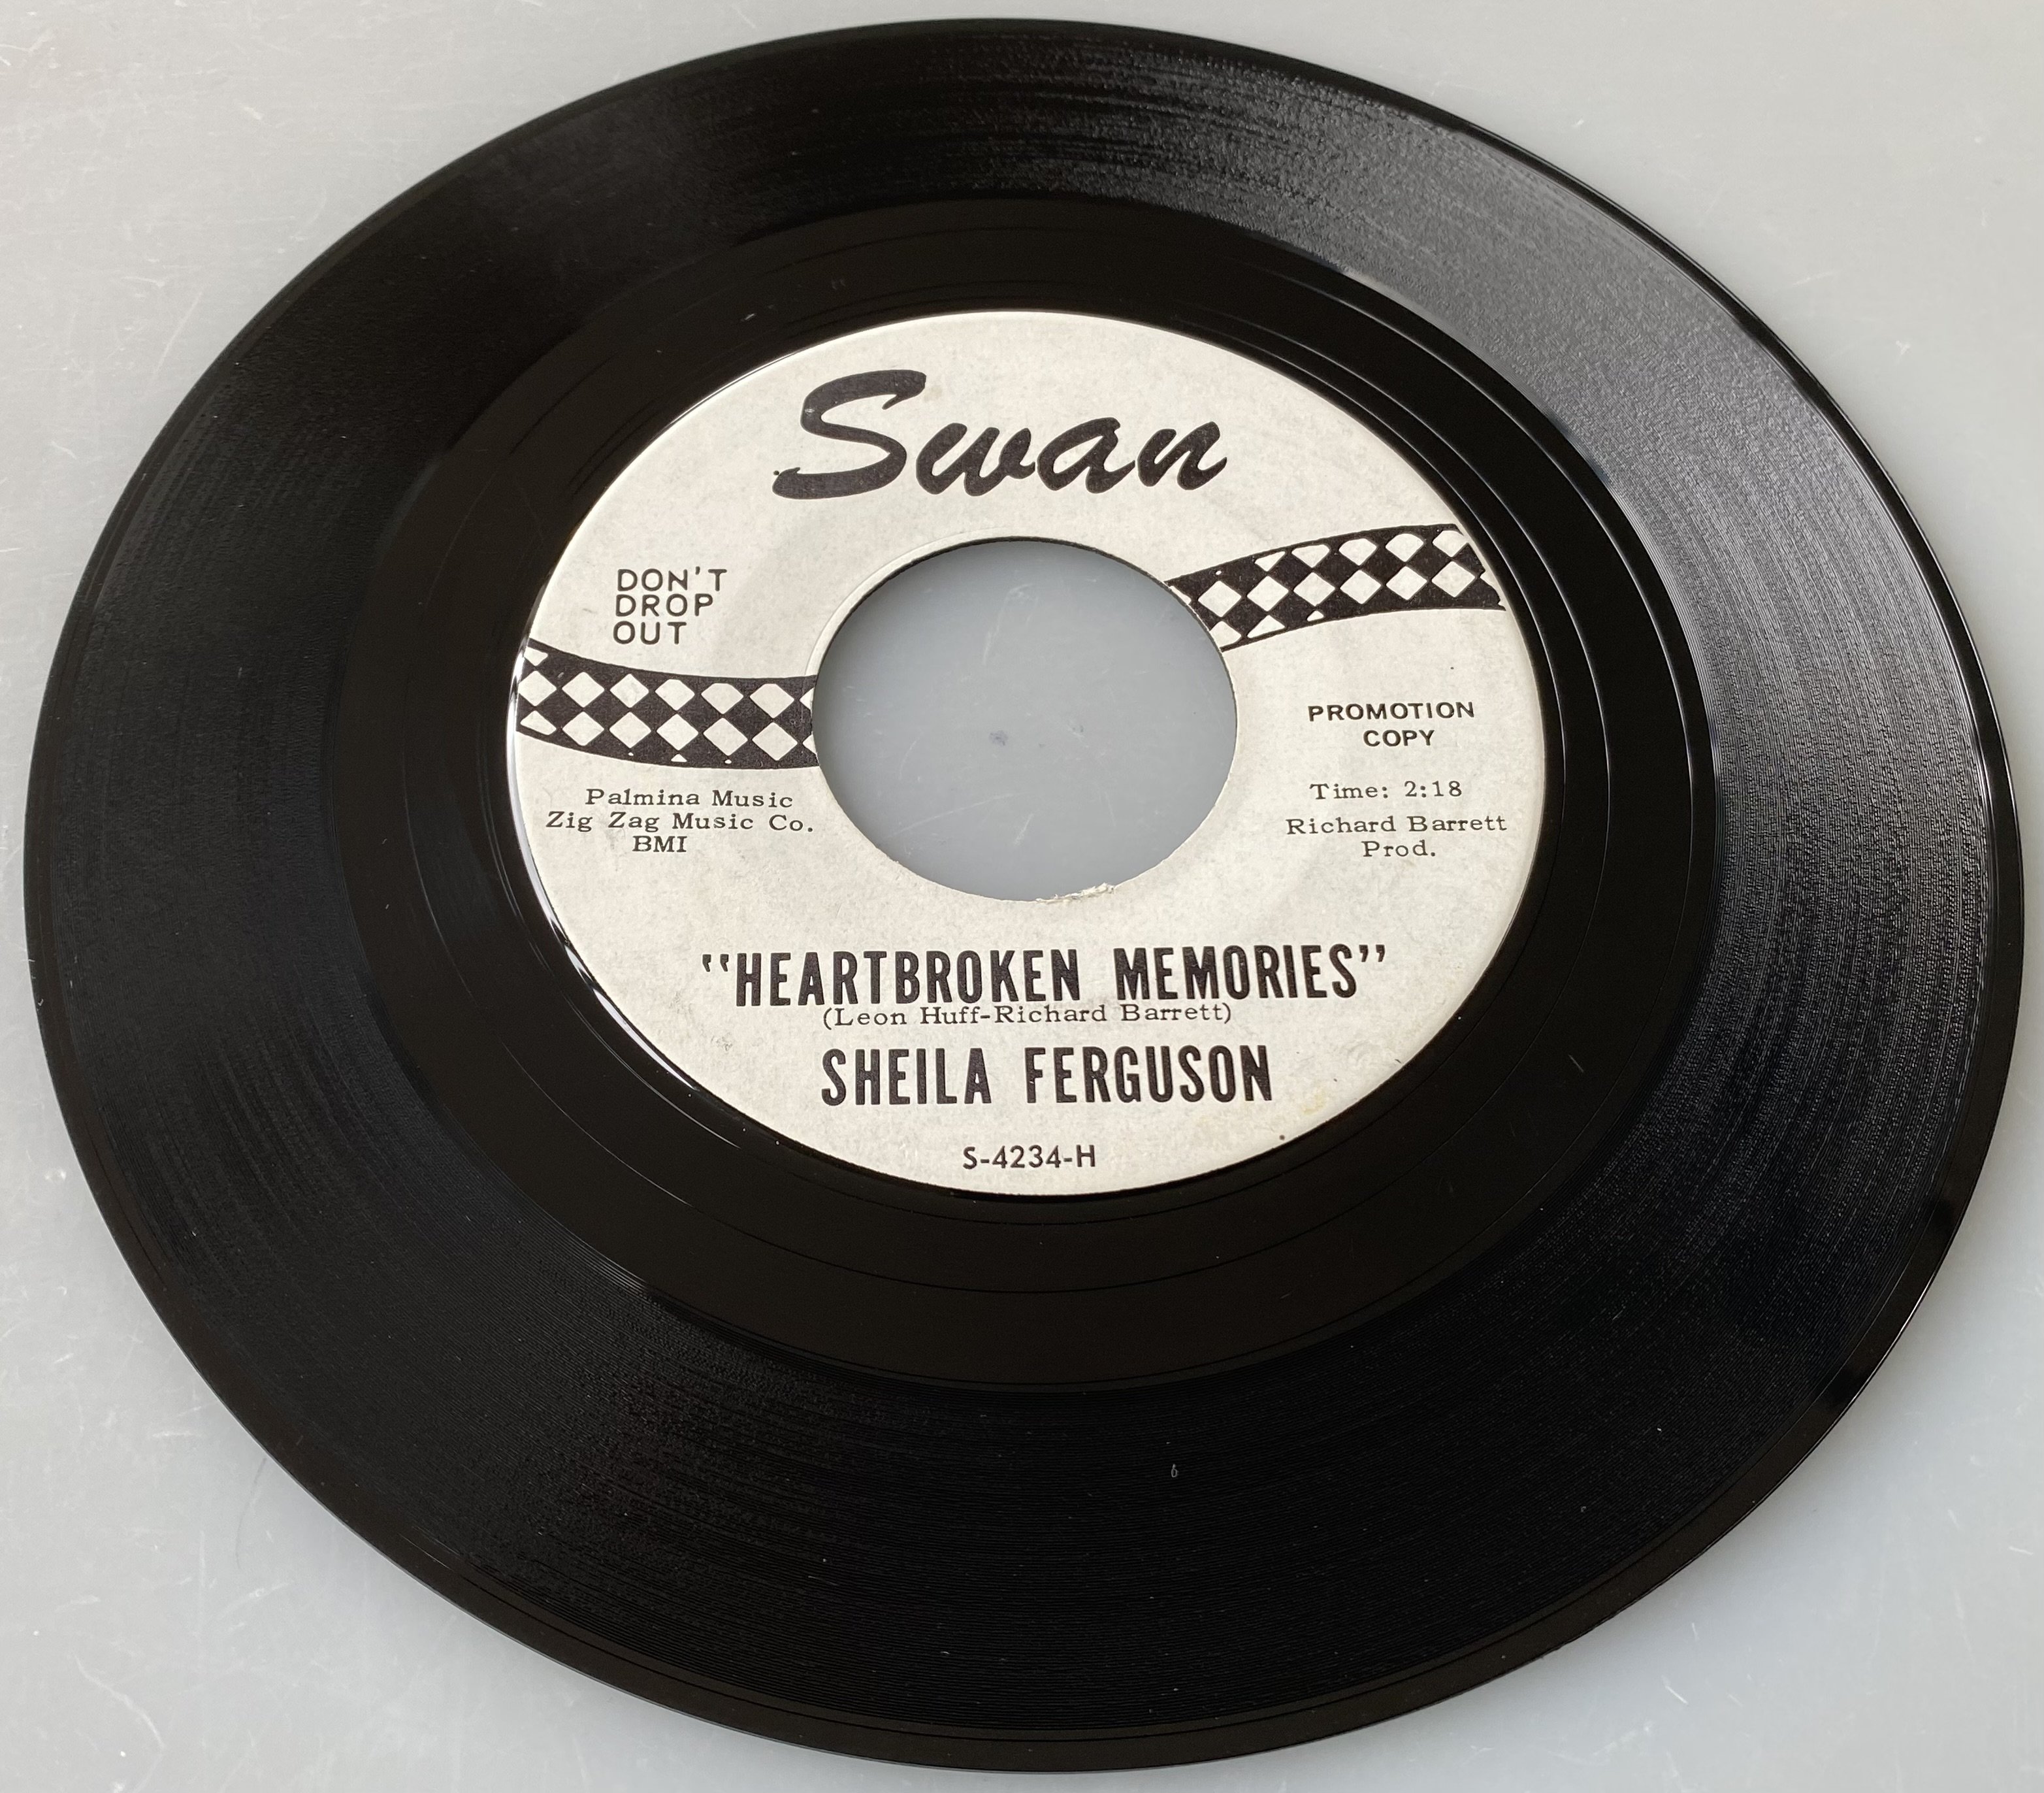 Swan
DON'T
DROP
OUT
PROMOTION
COPY
Palmina Music
Zig Zag Music Co.
BMI
Time: 2:18
Richard Barrett
Prod.
"HEARTBROKEN MEMORIES"
(Leon Huff-Richard Barrett)
SHEILA FERGUSON
S-4234-H